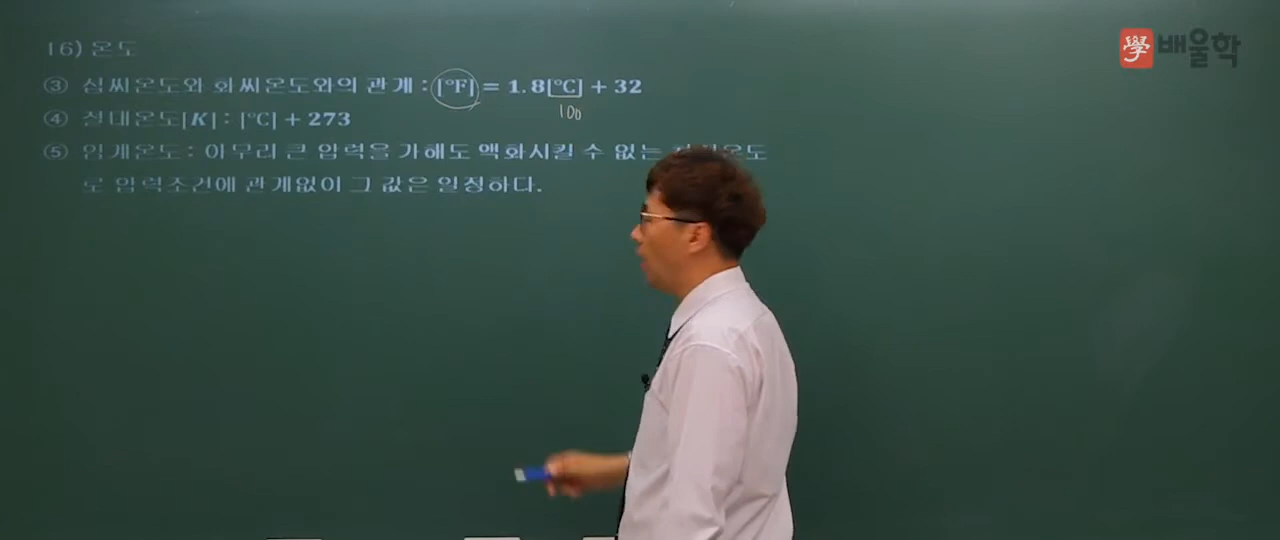 16) 온도
學 배울학
③ 섭씨온도와 화씨온도와의 관계 : [℉] = 1.8[℃] + 32
100
④ 절대온도[K] : [℃] + 273
⑤ 임계온도 : 아무리 큰 압력을 가해도 액화시킬 수 없는 온도
로 압력조건에 관계없이 그 값은 일정하다.